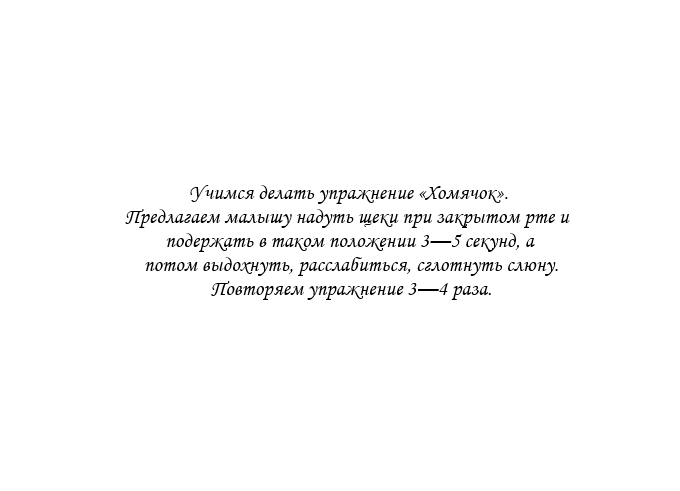 Учимся делать упражнение «Хомячок».
Предлагаем малышу надуть щеки при закрытом рте и
подержать в таком положении 3—5 секунд, а
потом выдохнуть, расслабиться, сглотнуть слюну.
Повторяем упражнение 3—4 раза.